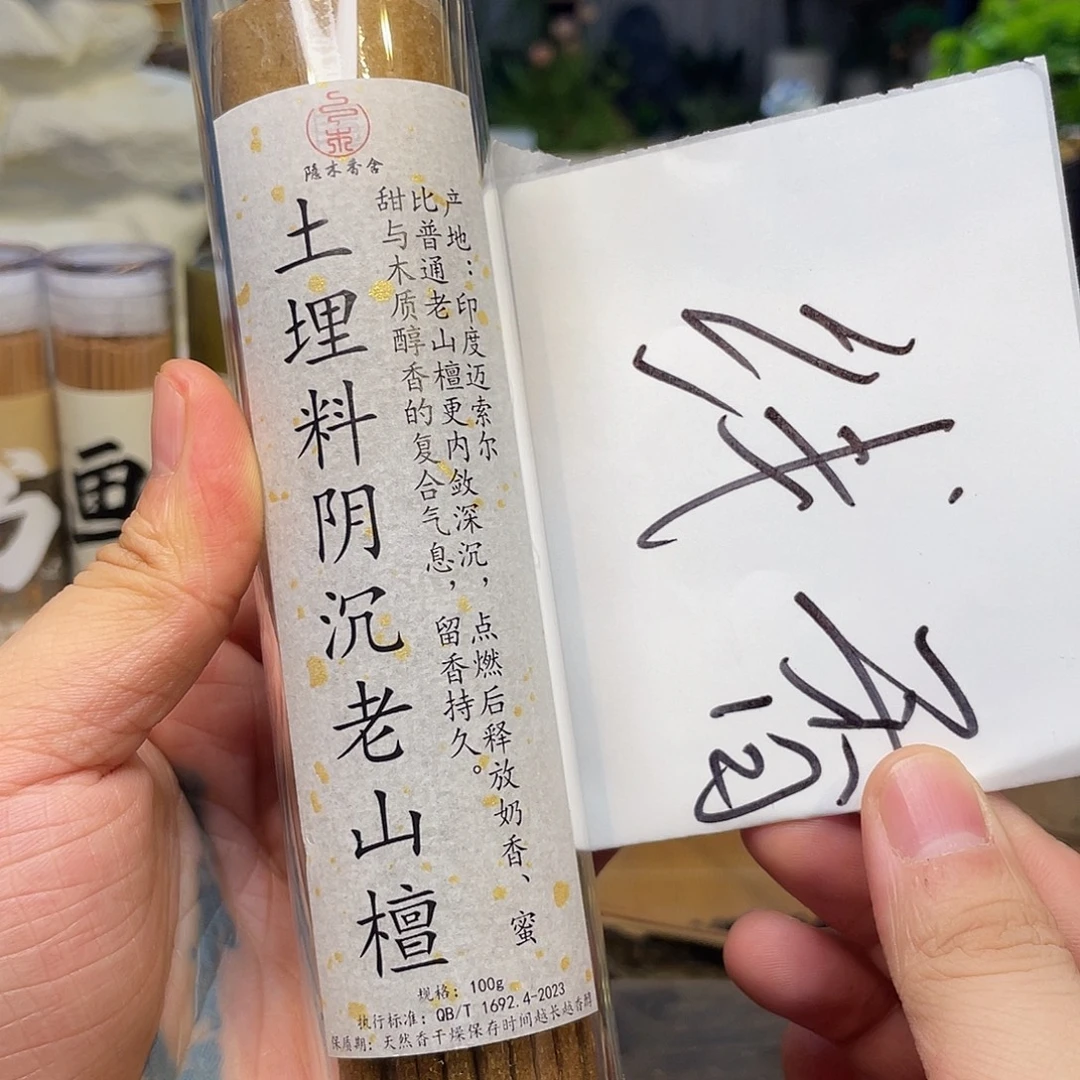 隱木香舍
土埋料阴沉老山檀
产地：印度迈索尔
比普通老山檀更内敛深沉，点燃后释放奶香、蜜
甜与木质醇香的复合气息，留香持久。
规格：100g
执行标准：QB/T 1692.4-2023
保质期：天然香干燥保存时间越长越香醇
线香
画